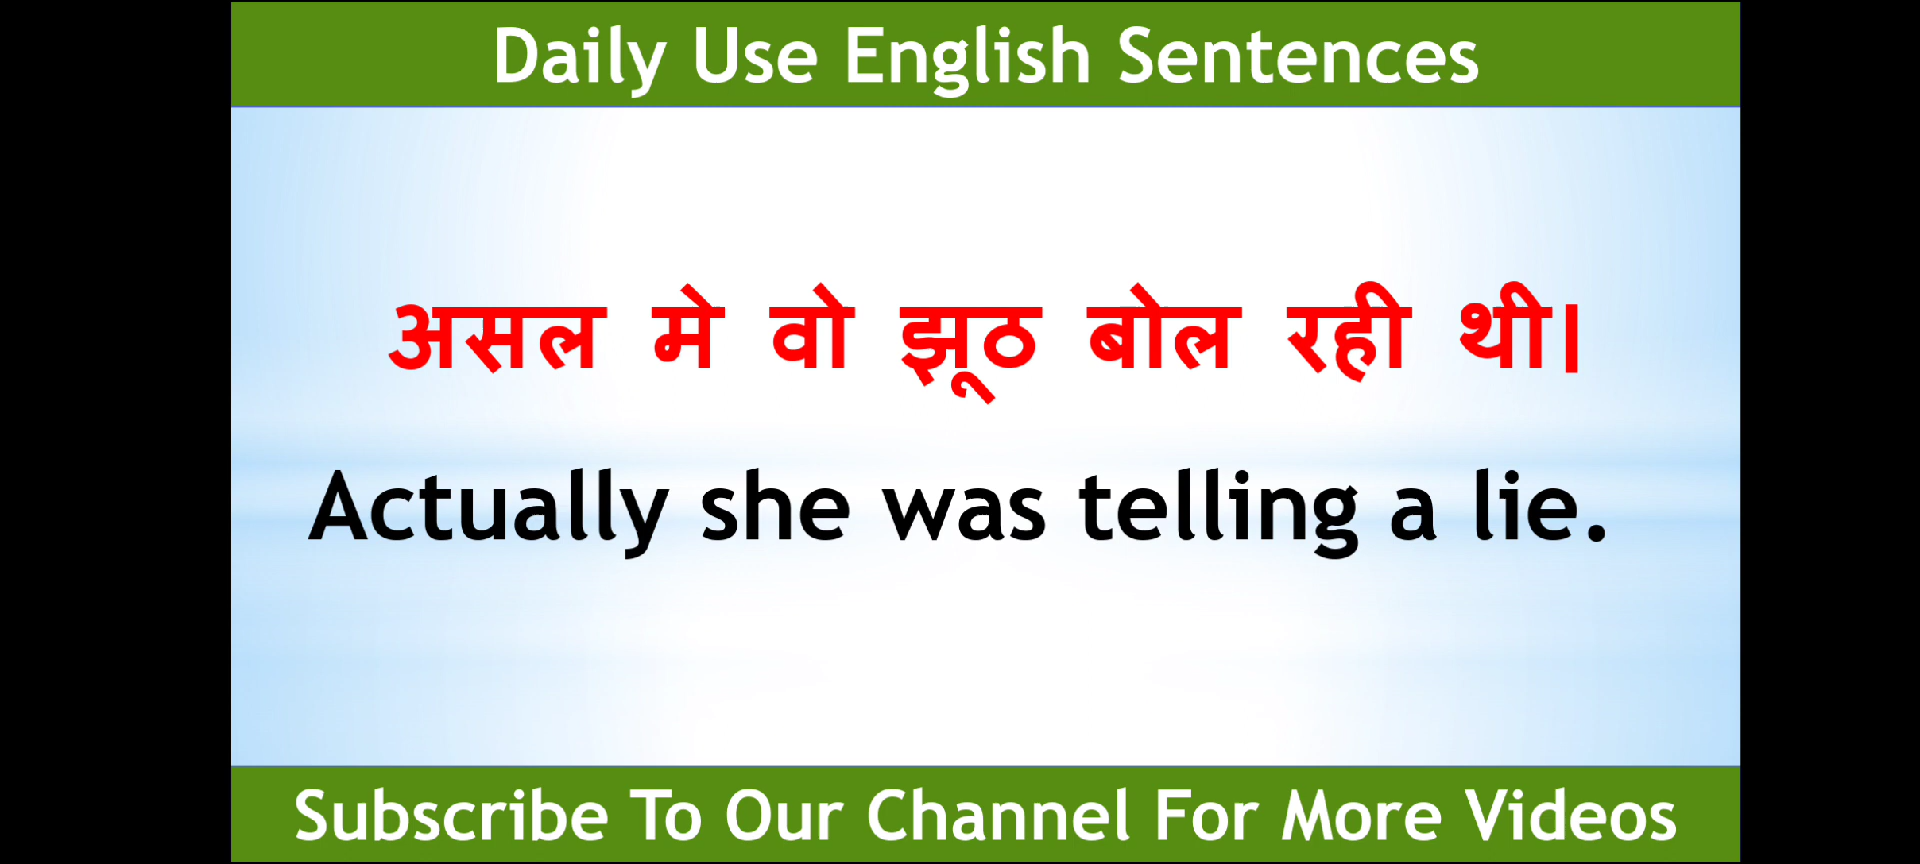 Daily Use English Sentences
असल मे वो झूठ बोल रही थी।
Actually she was telling a lie.
Subscribe To Our Channel For More Videos